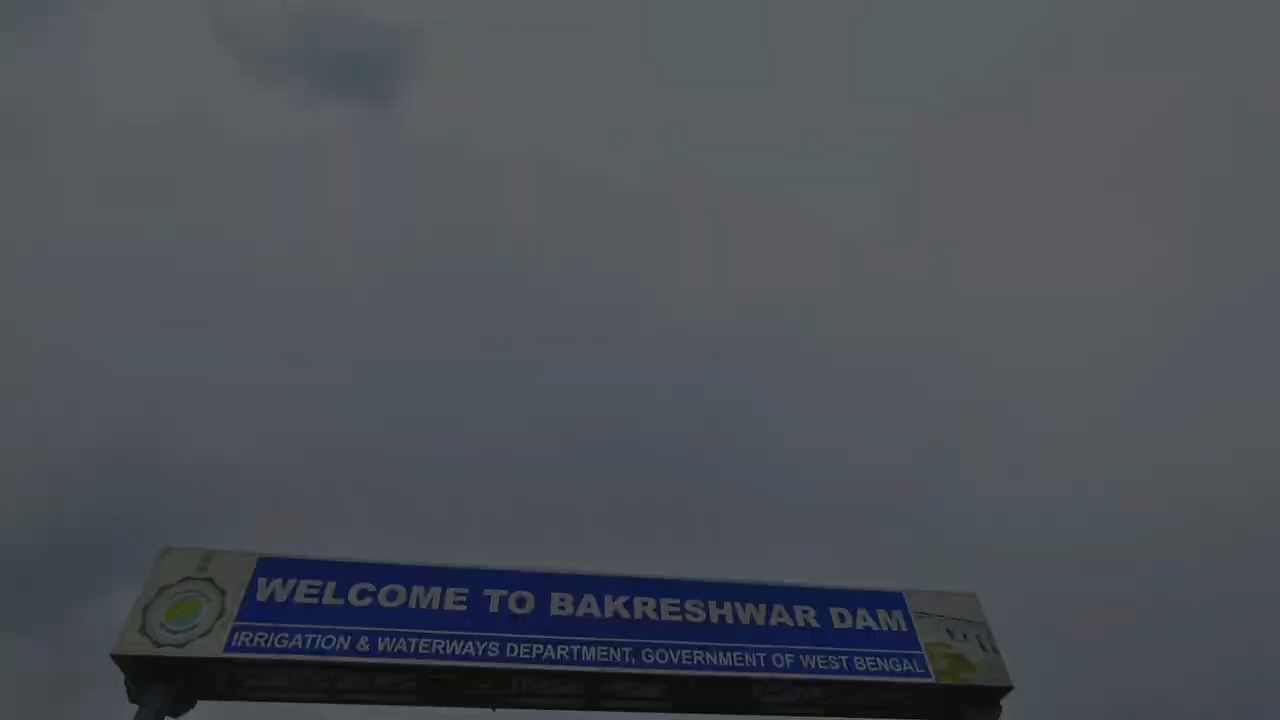 WELCOME TO BAKRESHWAR DAM
IRRIGATION & WATERWAYS DEPARTMENT, GOVERNMENT OF WEST BENGAL